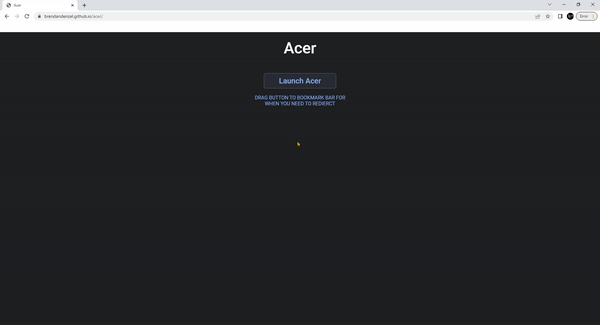 Acer
brendandenzel.github.io/acer/
Error
Acer
Launch Acer
DRAG BUTTON TO BOOKMARK BAR FOR
WHEN YOU NEED TO REDIERCT